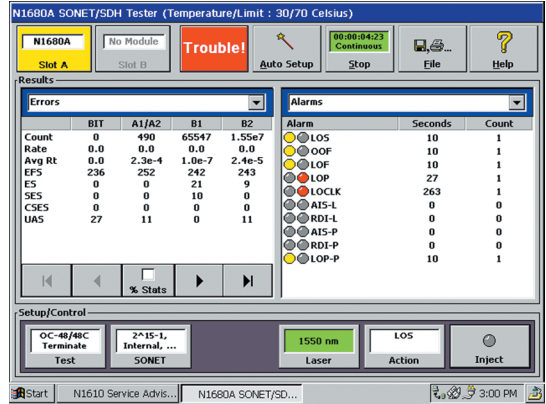 N1680A SONET/SDH Tester (Temperature/Limit : 30/70 Celsius)
N1680A
Slot A
No Module
Slot B
Trouble!
Auto Setup
00:00:04:23
Continuous
Stop
File
Help
Results
Errors
BIT A1/A2 B1 B2
Count 0 490 65547 1.55e7
Rate 0.0 0.0 0.0 0.0
Avg Rt 0.0 2.3e-4 1.0e-7 2.4e-5
EFS 236 252 242 243
ES 0 0 21 9
SES 0 0 10 0
CSES 0 0 0 0
UAS 27 11 0 11
% Stats
Alarms
Alarm Seconds Count
LOS 10 1
OOF 10 1
LOF 10 1
LOP 27 1
LOCLK 263 1
AIS-L 0 0
RDI-L 0 0
AIS-P 0 0
RDI-P 0 0
LOP-P 10 1
Setup/Control
OC-48/48C
Terminate
Test
2^15-1,
Internal, ...
SONET
1550 nm
Laser
LOS
Action
Inject
Start
N1610 Service Advis...
N1680A SONET/SD...
3:00 PM